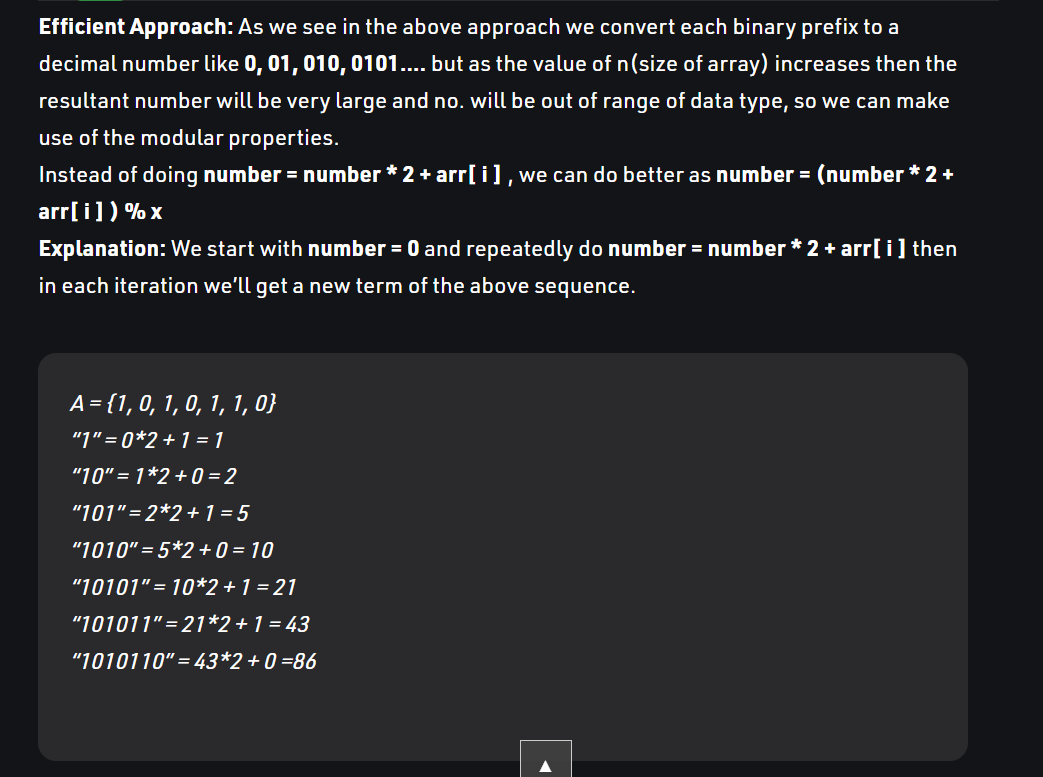 Efficient Approach: As we see in the above approach we convert each binary prefix to a
decimal number like 0, 01, 010, 0101.... but as the value of n(size of array) increases then the
resultant number will be very large and no. will be out of range of data type, so we can make
use of the modular properties.
Instead of doing number = number * 2 + arr[ i ] , we can do better as number = (number * 2 +
arr[ i ] ) % x
Explanation: We start with number = 0 and repeatedly do number = number * 2 + arr[ i ] then
in each iteration we'll get a new term of the above sequence.
A = {1, 0, 1, 0, 1, 1, 0}
“1” = 0*2 + 1 = 1
“10” = 1*2 + 0 = 2
“101” = 2*2 + 1 = 5
“1010” = 5*2 + 0 = 10
“10101” = 10*2 + 1 = 21
“101011” = 21*2 + 1 = 43
“1010110” = 43*2 + 0 =86